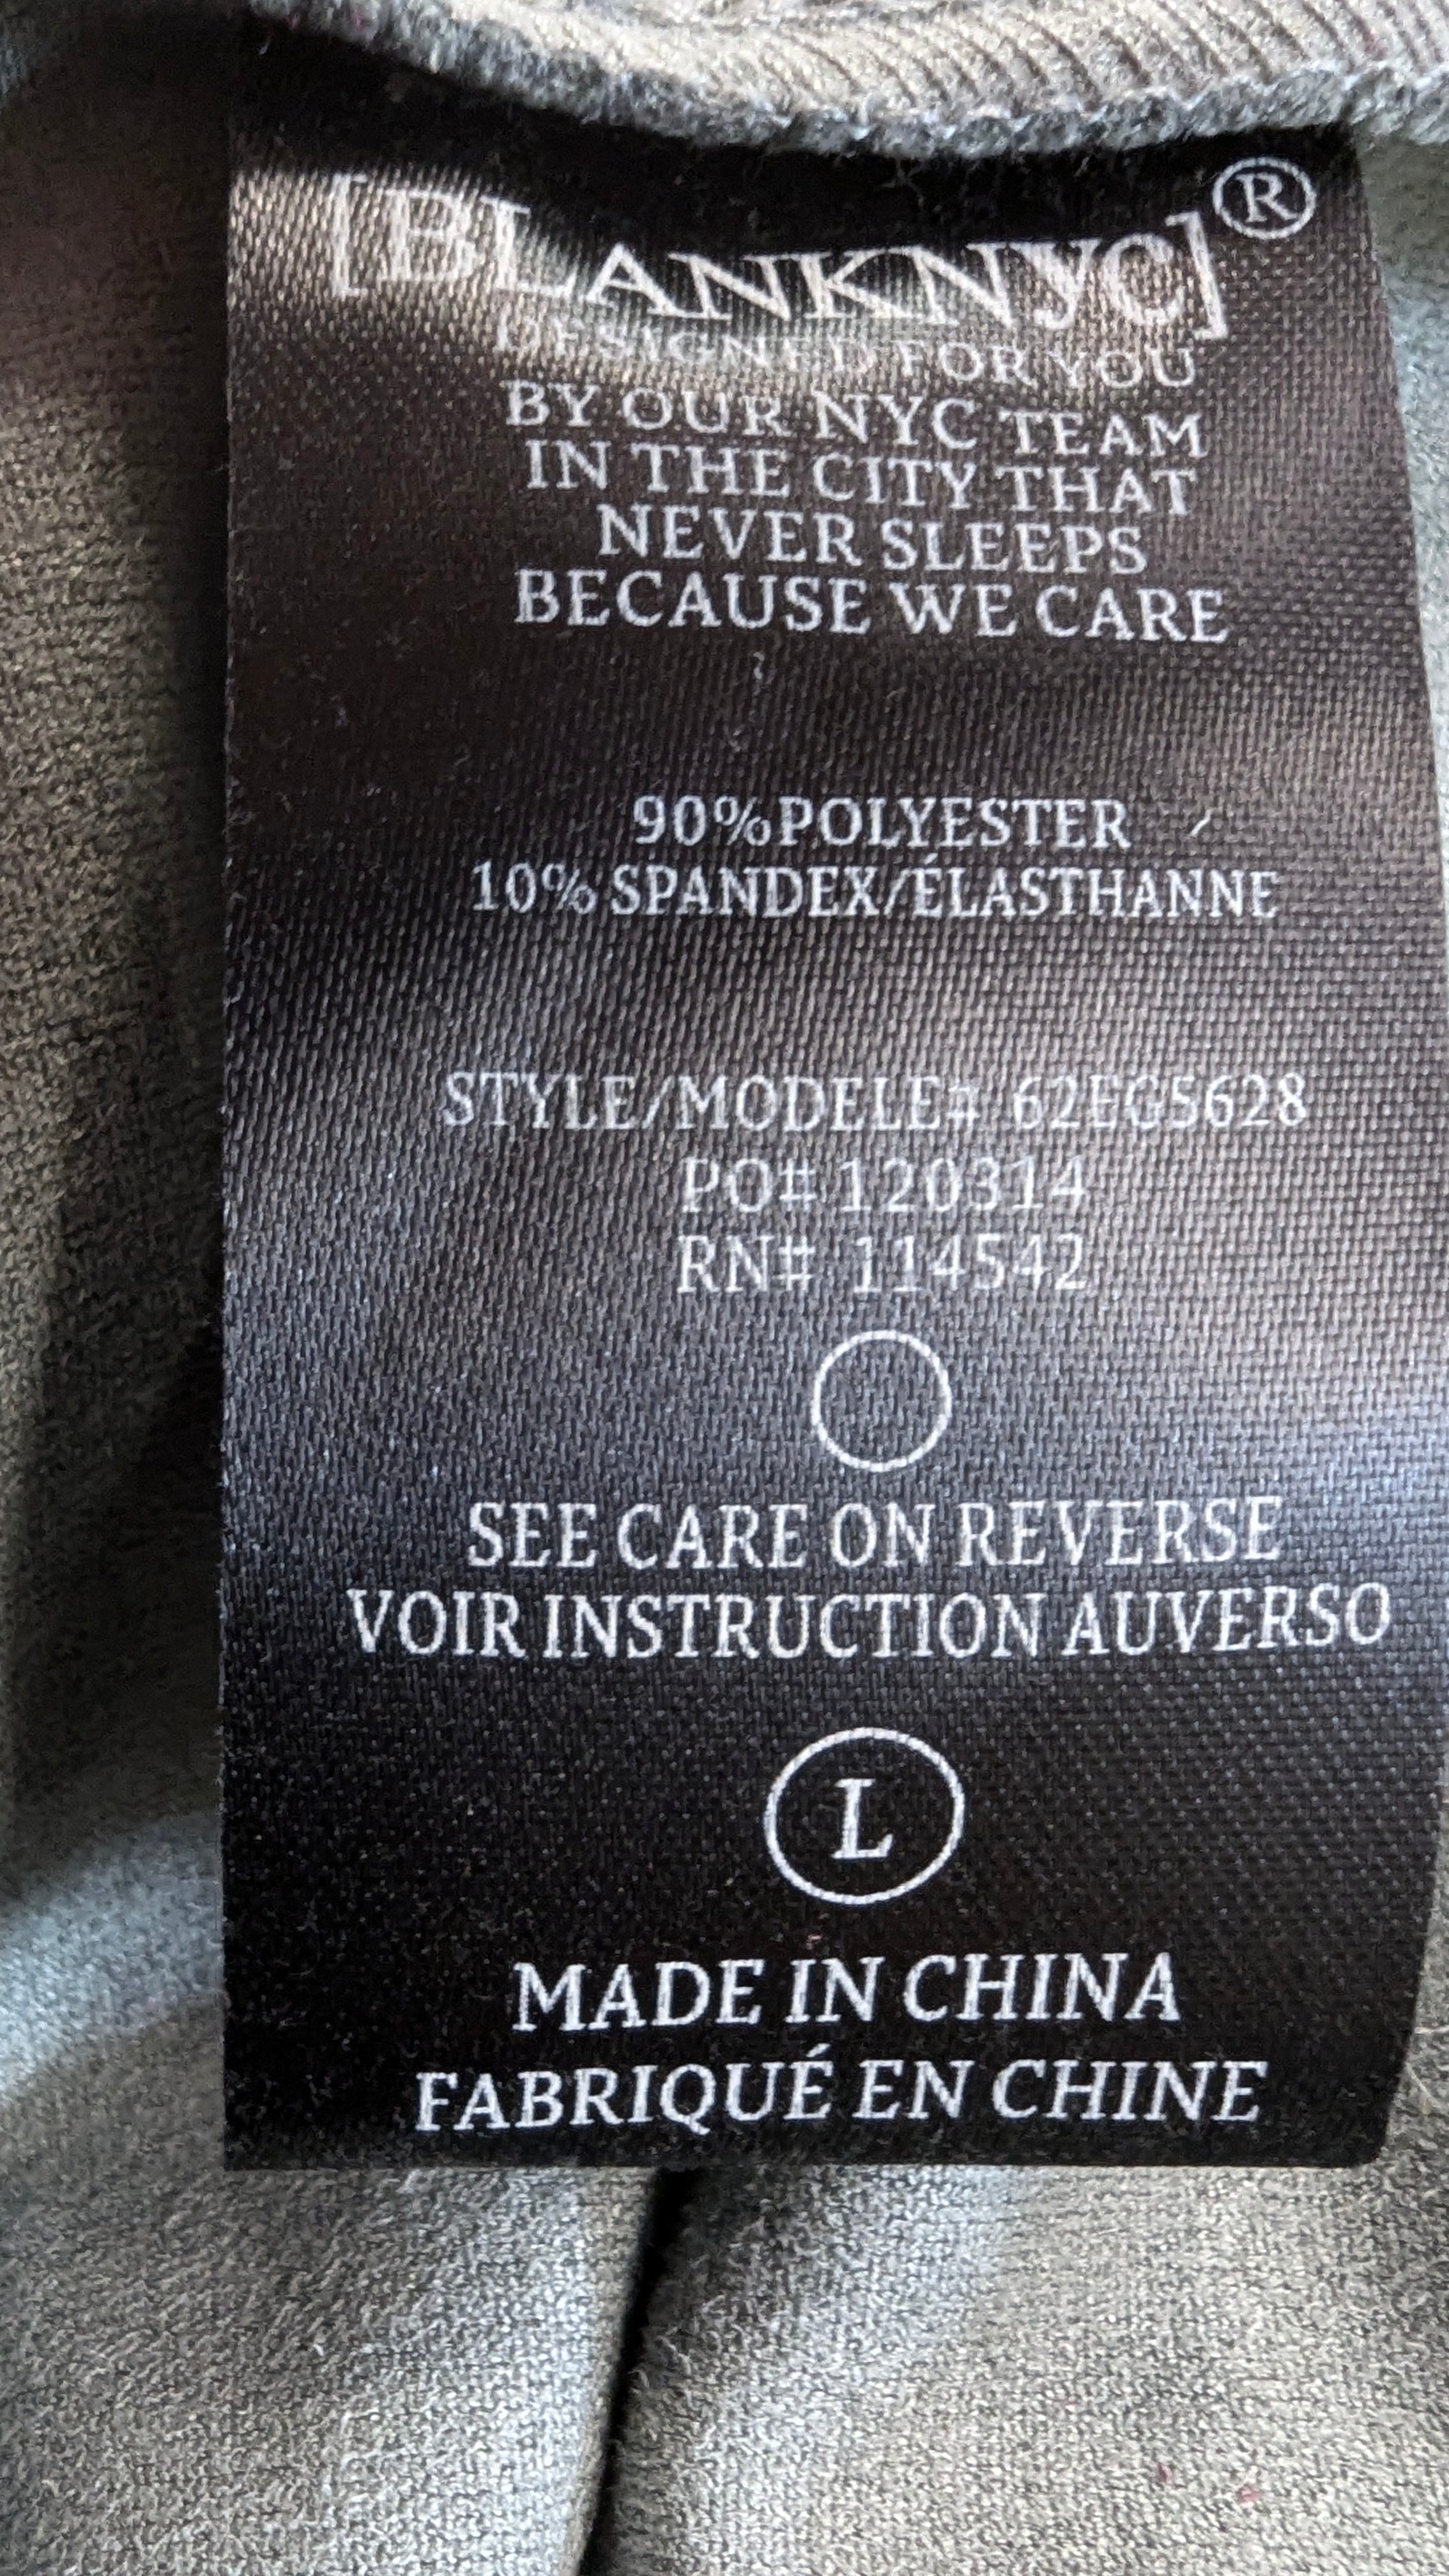 [BLANKNYC]®
DESIGNED FOR YOU
BY OUR NYC TEAM
IN THE CITY THAT
NEVER SLEEPS
BECAUSE WE CARE
90%POLYESTER
10%SPANDEX/ÉLASTHANNE
STYLE/MODELE# 62EG5628
PO# 120314
RN# 114542
SEE CARE ON REVERSE
VOIR INSTRUCTION AUVERSO
L
MADE IN CHINA
FABRIQUÉ EN CHINE